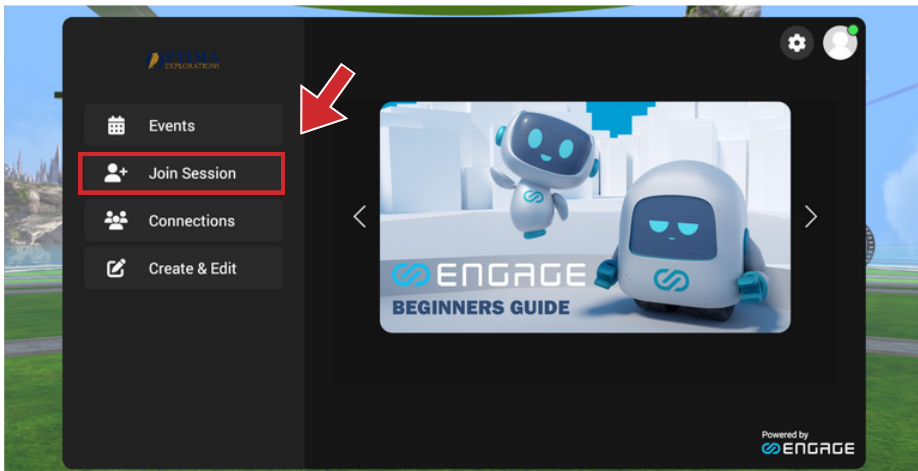 EXPLORATIONS
Events
Join Session
Connections
Create & Edit
ENGAGE
BEGINNERS GUIDE
Powered by
ENGAGE